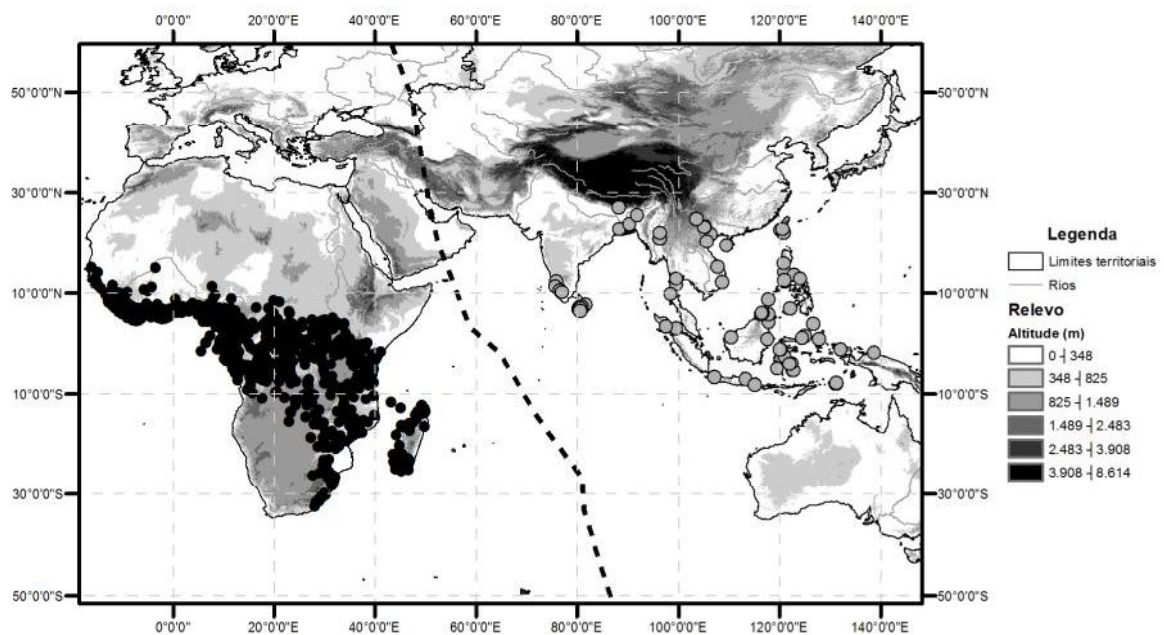 0°0'0" 20°0'0"E 40°0'0"E 60°0'0"E 80°0'0"E 100°0'0"E 120°0'0"E 140°0'0"E
50°0'0"N 50°0'0"N
30°0'0"N 30°0'0"N
10°0'0"N 10°0'0"N
10°0'0"S 10°0'0"S
30°0'0"S 30°0'0"S
50°0'0"S 50°0'0"S
0°0'0" 20°0'0"E 40°0'0"E 60°0'0"E 80°0'0"E 100°0'0"E 120°0'0"E 140°0'0"E
Legenda
Limites territoriais
Rios
Relevo
Altitude (m)
0 ┤ 348
348 ┤ 825
825 ┤ 1.489
1.489 ┤ 2.483
2.483 ┤ 3.908
3.908 ┤ 8.614